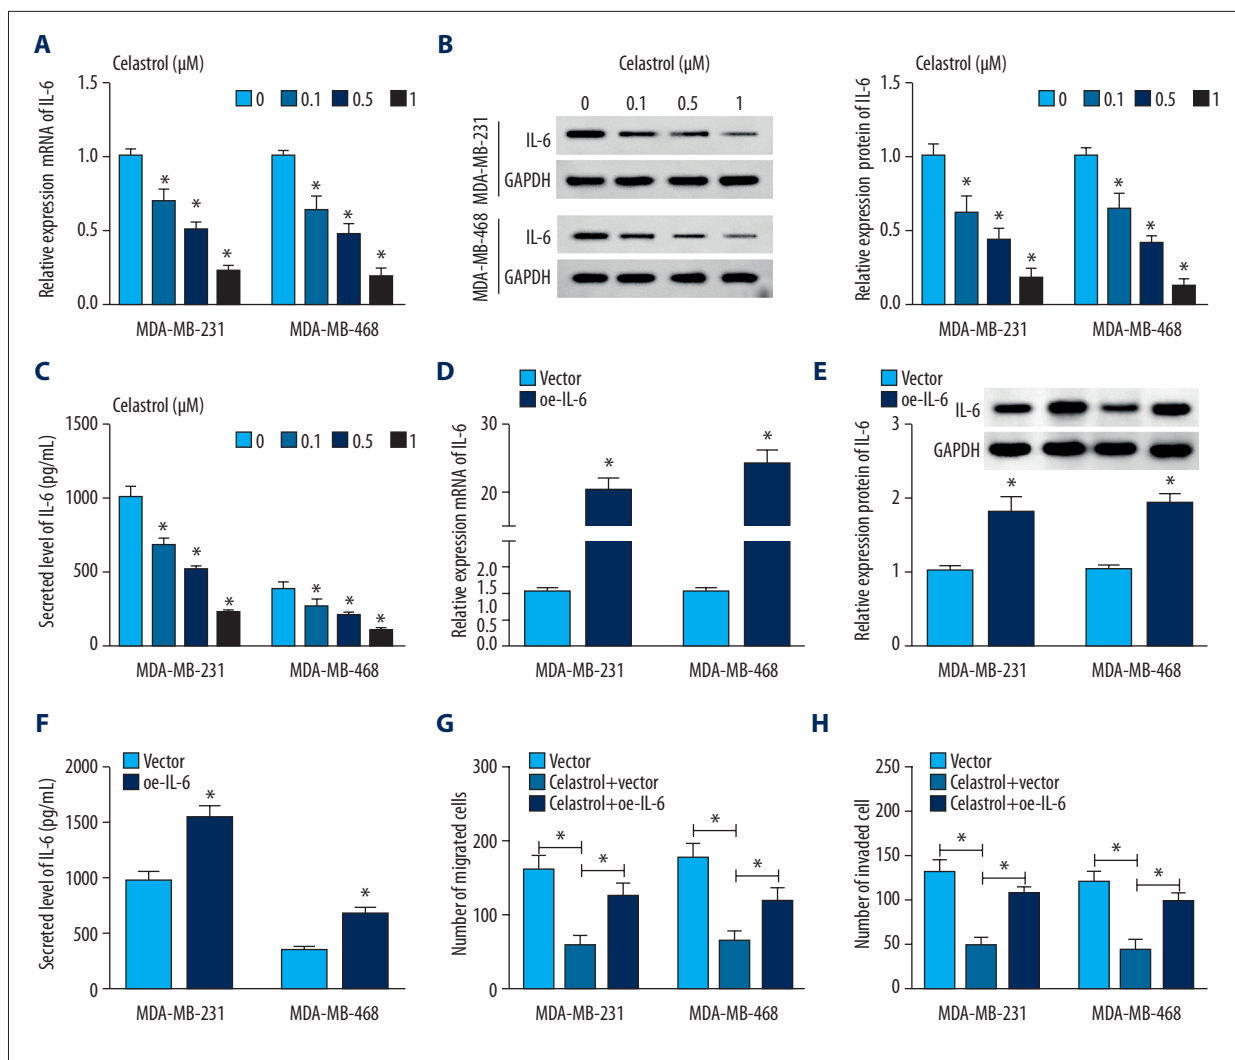 A
Celastrol (µM)
0 0.1 0.5 1
Relative expression mRNA of IL-6
1.5
1.0
0.5
0.0
* * * * * *
MDA-MB-231 MDA-MB-468
B
Celastrol (µM)
0 0.1 0.5 1
MDA-MB-231
IL-6
GAPDH
MDA-MB-468
IL-6
GAPDH
Celastrol (µM)
0 0.1 0.5 1
Relative expression protein of IL-6
1.5
1.0
0.5
0.0
* * * * * *
MDA-MB-231 MDA-MB-468
C
Celastrol (µM)
0 0.1 0.5 1
Secreted level of IL-6 (pg/mL)
1500
1000
500
0
* * * * * *
MDA-MB-231 MDA-MB-468
D
Vector
oe-IL-6
Relative expression mRNA of IL-6
30
20
10
2.0
1.5
1.0
0.5
0.0
* *
MDA-MB-231 MDA-MB-468
E
Vector
oe-IL-6
IL-6
GAPDH
Relative expression protein of IL-6
3
2
1
0
* *
MDA-MB-231 MDA-MB-468
F
Vector
oe-IL-6
Secreted level of IL-6 (pg/mL)
2000
1500
1000
500
0
* *
MDA-MB-231 MDA-MB-468
G
Vector
Celastrol+vector
Celastrol+oe-IL-6
Number of migrated cells
300
200
100
0
* * * *
MDA-MB-231 MDA-MB-468
H
Vector
Celastrol+vector
Celastrol+oe-IL-6
Number of invaded cell
250
200
150
100
50
0
* * * *
MDA-MB-231 MDA-MB-468